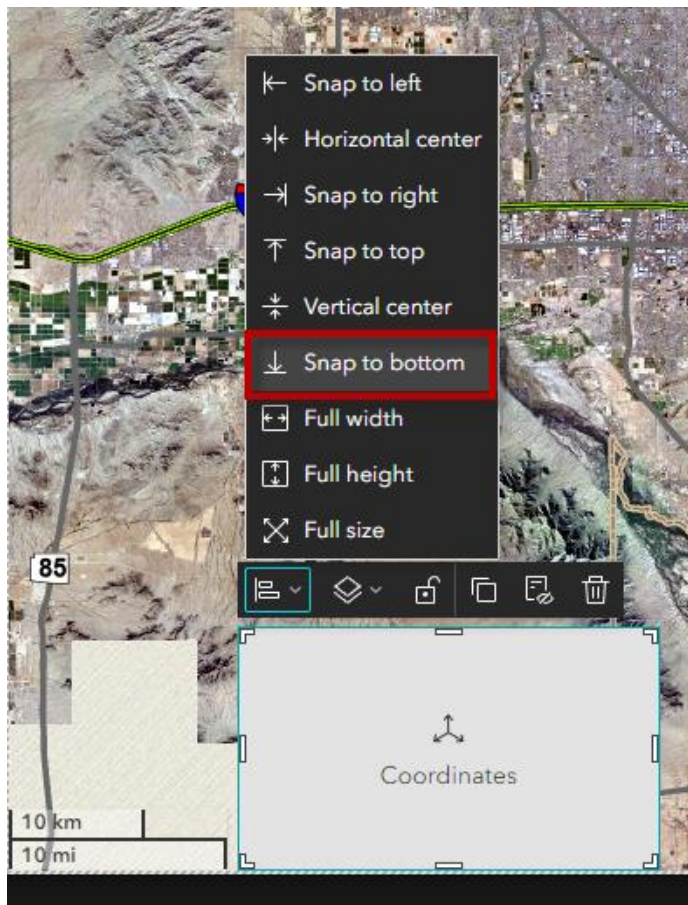 Snap to left
Horizontal center
Snap to right
Snap to top
Vertical center
Snap to bottom
Full width
Full height
Full size
85
Coordinates
10 km
10 mi